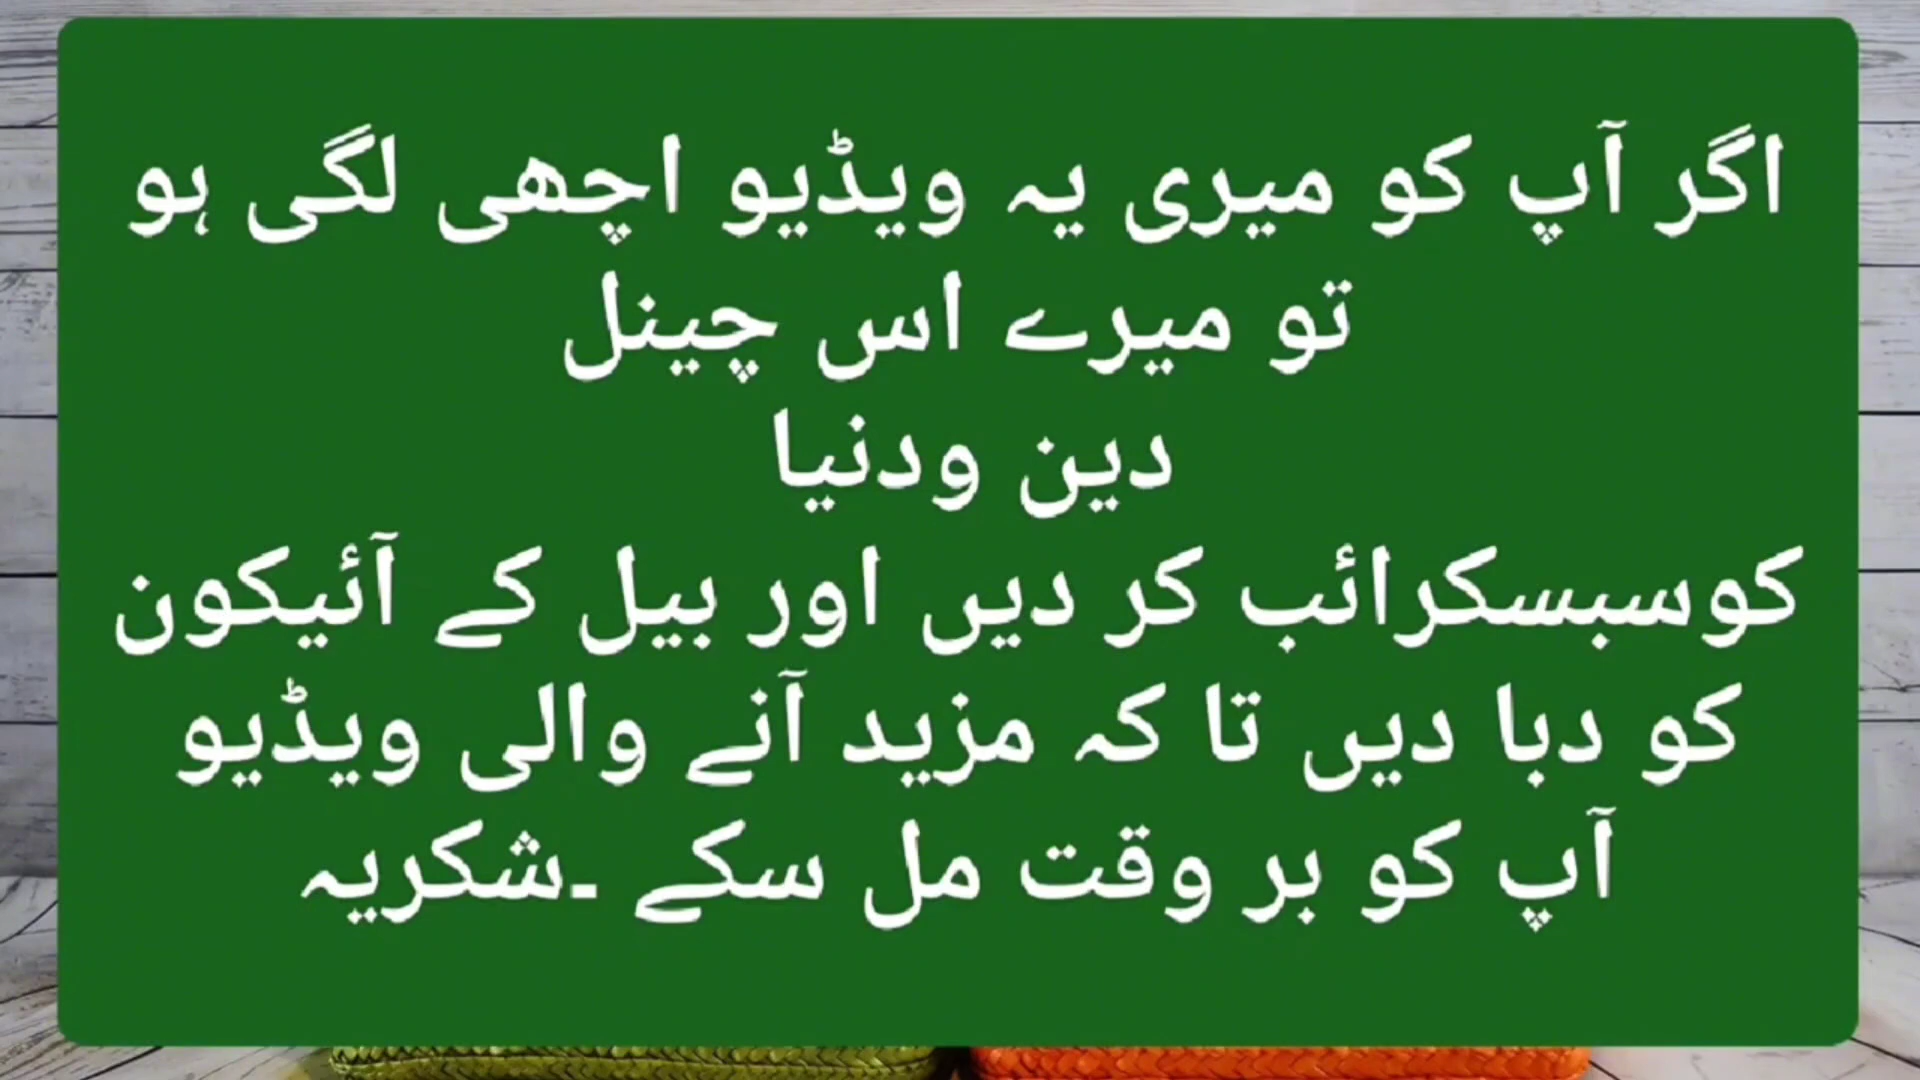 اگر آپ کو میری یہ ویڈیو اچھی لگی ہو
تو میرے اس چینل
دین ودنیا
کوسبسکرائب کر دیں اور بیل کے آئیکون
کو دبا دیں تا کہ مزید آنے والی ویڈیو
آپ کو بر وقت مل سکے ۔شکریہ